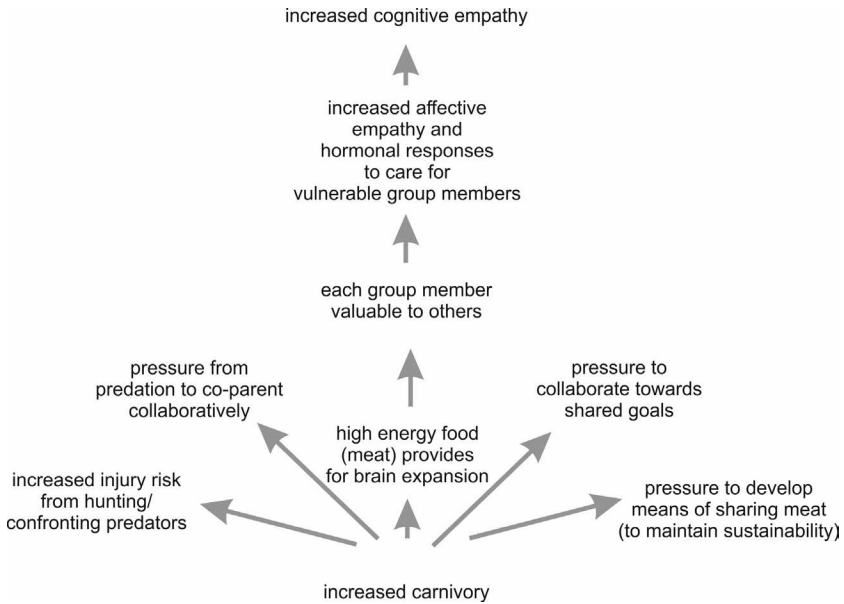 increased cognitive empathy
increased affective
empathy and
hormonal responses
to care for
vulnerable group members
each group member
valuable to others
pressure from
predation to co-parent
collaboratively
pressure to
collaborate towards
shared goals
high energy food
(meat) provides
for brain expansion
increased injury risk
from hunting/
confronting predators
pressure to develop
means of sharing meat
(to maintain sustainability)
increased carnivory